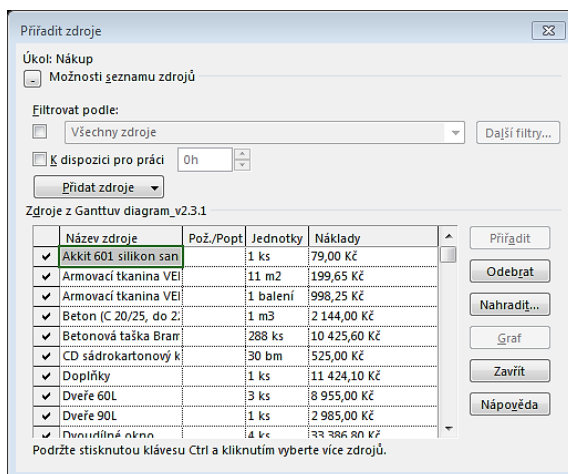 Přiřadit zdroje
Úkol: Nákup
- Možnosti seznamu zdrojů
Filtrovat podle:
Všechny zdroje Další filtry...
K dispozici pro práci 0h
Přidat zdroje
Zdroje z Ganttuv diagram_v2.3.1
Název zdroje Pož./Popt Jednotky Náklady
Akkit 601 silikon san 1 ks 79,00 Kč
Armovací tkanina VEI 11 m2 199,65 Kč
Armovací tkanina VEI 1 balení 998,25 Kč
Beton (C 20/25, do 2: 1 m3 2 144,00 Kč
Betonová taška Bram 288 ks 10 425,60 Kč
CD sádrokartonový k 30 bm 525,00 Kč
Doplňky 1 ks 11 424,10 Kč
Dveře 60L 3 ks 8 955,00 Kč
Dveře 90L 1 ks 2 985,00 Kč
Dvoudílné okno 4 ks 33 386,80 Kč
Přiřadit
Odebrat
Nahradit...
Graf
Zavřít
Nápověda
Podržte stisknutou klávesu Ctrl a kliknutím vyberte více zdrojů.